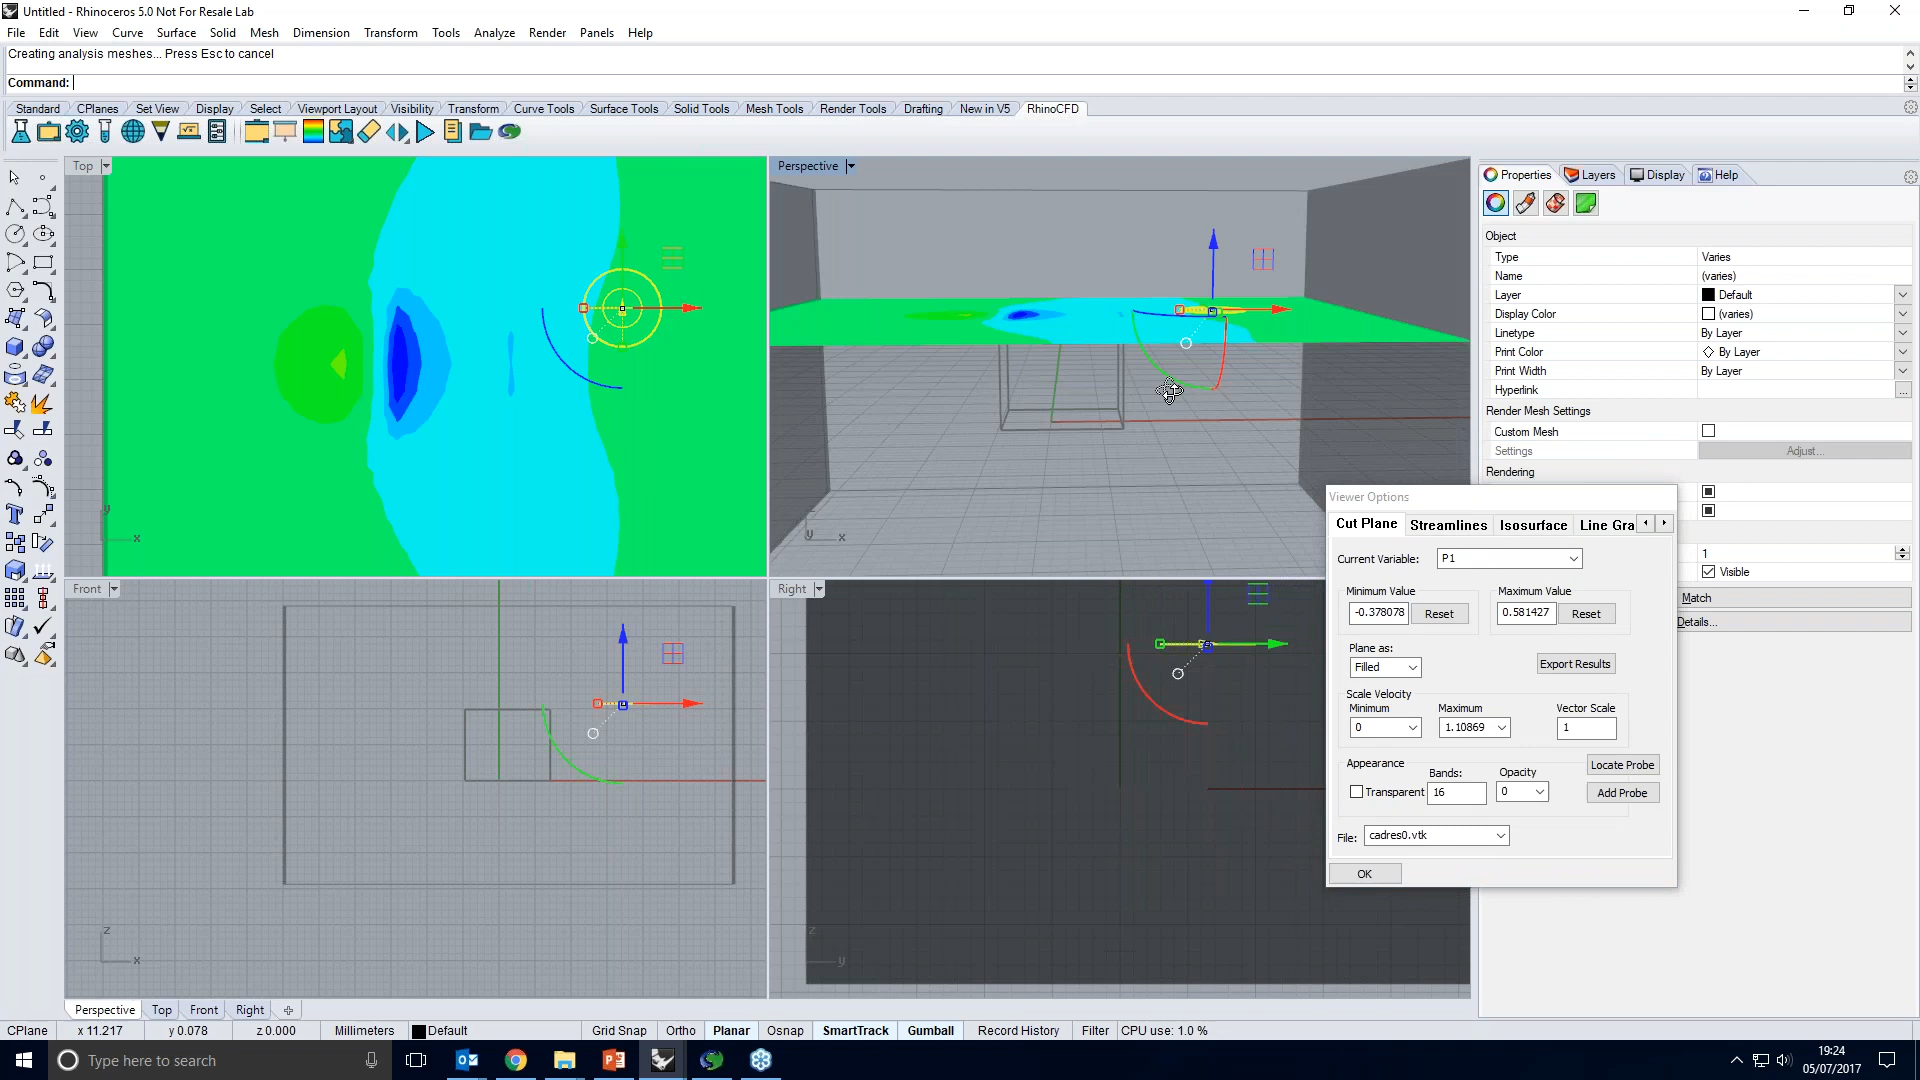 Untitled - Rhinoceros 5.0 Not For Resale Lab
File Edit View Curve Surface Solid Mesh Dimension Transform Tools Analyze Render Panels Help
Creating analysis meshes... Press Esc to cancel
Command:
Standard CPlanes Set View Display Select Viewport Layout Visibility Transform Curve Tools Surface Tools Solid Tools Mesh Tools Render Tools Drafting New in V5 RhinoCFD
Top
Perspective
Properties Layers Display Help
Object
Type Varies
Name (varies)
Layer Default
Display Color (varies)
Linetype By Layer
Print Color By Layer
Print Width By Layer
Hyperlink ...
Render Mesh Settings
Custom Mesh
Settings Adjust...
Rendering
1
Visible
Match
Details...
Viewer Options
Cut Plane Streamlines Isosurface Line Gra
Current Variable: P1
Minimum Value Maximum Value
-0.378078 Reset 0.581427 Reset
Plane as:
Filled Export Results
Scale Velocity
Minimum Maximum Vector Scale
0 1.10869 1
Appearance
Bands: Opacity
Transparent 16 0
Locate Probe
Add Probe
File: cadres0.vtk
OK
y x
y x
Front
Right
z x
z y
Perspective Top Front Right
CPlane x 11.217 y 0.078 z 0.000 Millimeters Default Grid Snap Ortho Planar Osnap SmartTrack Gumball Record History Filter CPU use: 1.0 %
Type here to search
19:24
05/07/2017